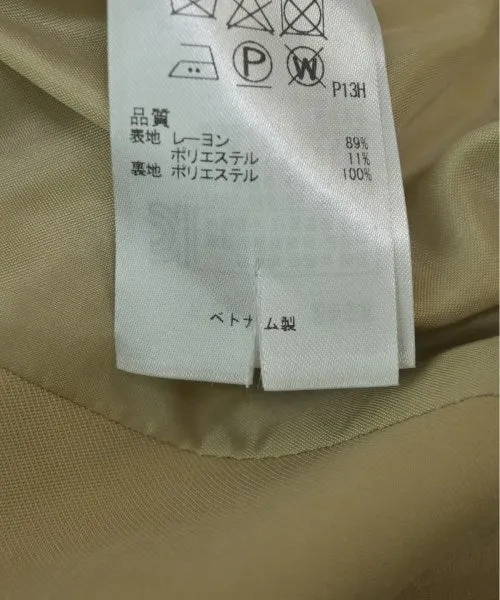 P
W
P13H
品質
表地 レーヨン 89%
ポリエステル 11%
裏地 ポリエステル 100%
ベトナム製